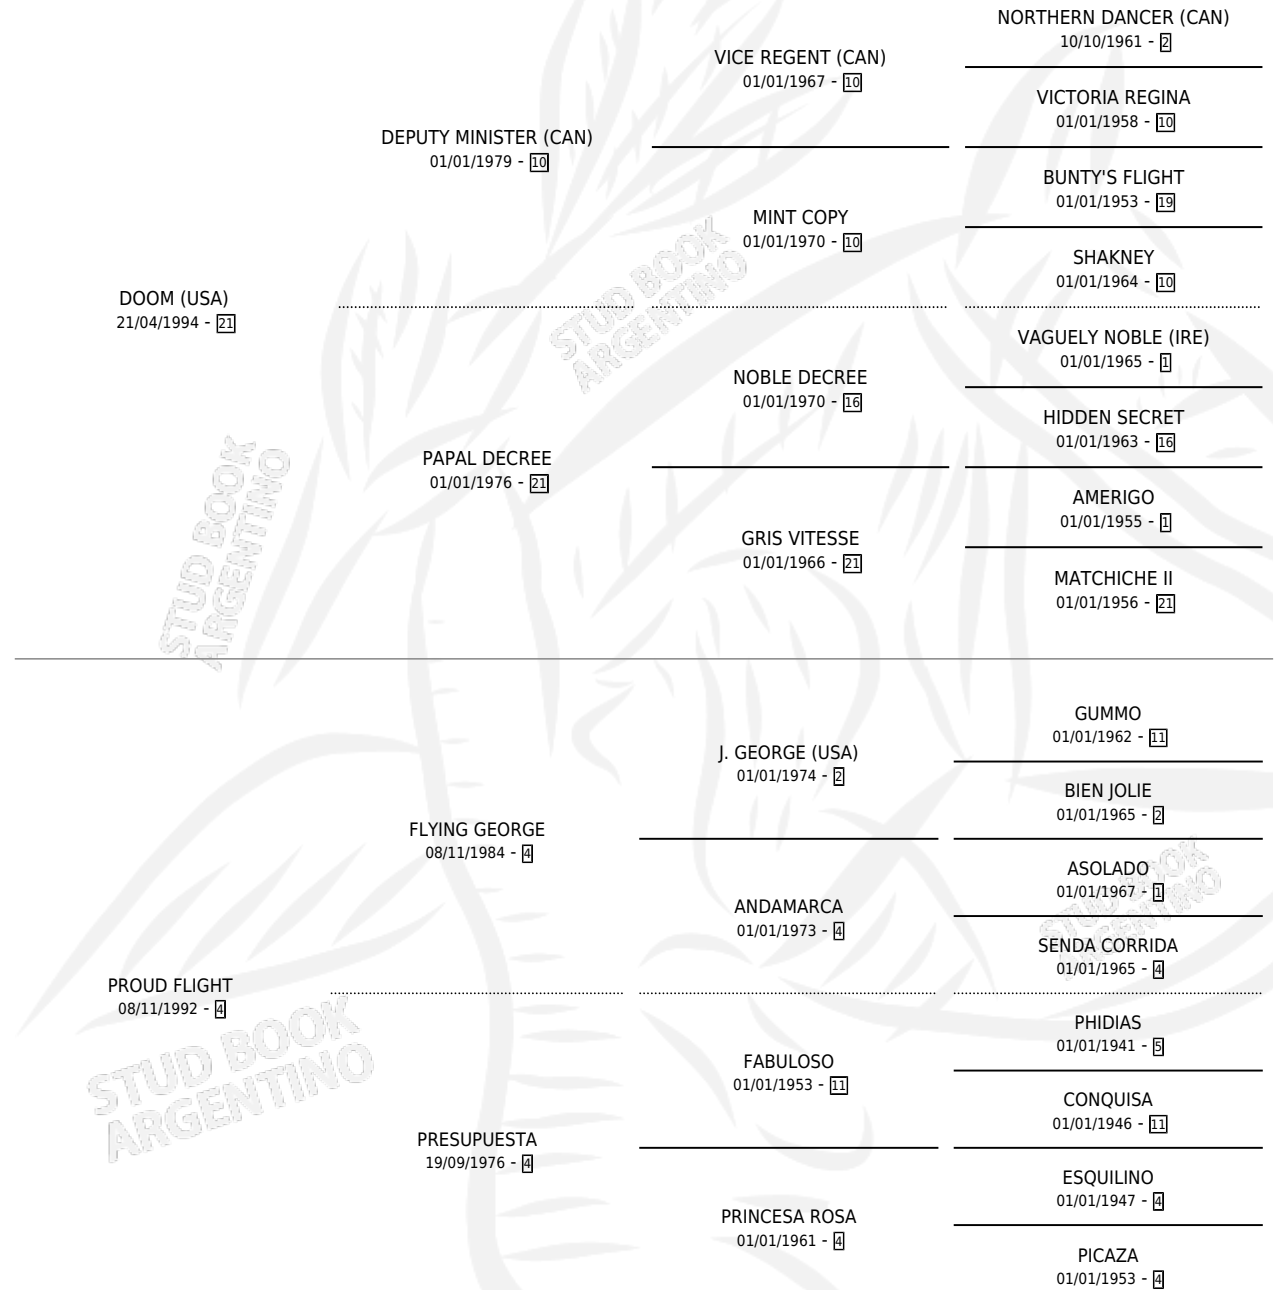 NORTHERN DANCER (CAN)
10/10/1961 - 2
VICE REGENT (CAN)
01/01/1967 - 10
VICTORIA REGINA
01/01/1958 - 10
DEPUTY MINISTER (CAN)
01/01/1979 - 10
BUNTY'S FLIGHT
01/01/1953 - 19
MINT COPY
01/01/1970 - 10
SHAKNEY
01/01/1964 - 10
DOOM (USA)
21/04/1994 - 21
VAGUELY NOBLE (IRE)
01/01/1965 - 1
NOBLE DECREE
01/01/1970 - 16
HIDDEN SECRET
01/01/1963 - 16
PAPAL DECREE
01/01/1976 - 21
AMERIGO
01/01/1955 - 1
GRIS VITESSE
01/01/1966 - 21
MATCHICHE II
01/01/1956 - 21
GUMMO
01/01/1962 - 11
J. GEORGE (USA)
01/01/1974 - 2
BIEN JOLIE
01/01/1965 - 2
FLYING GEORGE
08/11/1984 - 4
ASOLADO
01/01/1967 - 1
ANDAMARCA
01/01/1973 - 4
SENDA CORRIDA
01/01/1965 - 4
PROUD FLIGHT
08/11/1992 - 4
PHIDIAS
01/01/1941 - 5
FABULOSO
01/01/1953 - 11
CONQUISA
01/01/1946 - 11
PRESUPUESTA
19/09/1976 - 4
ESQUILINO
01/01/1947 - 4
PRINCESA ROSA
01/01/1961 - 4
PICAZA
01/01/1953 - 4
STUD BOOK
ARGENTINO
STUD BOOK
ARGENTINO
STUD BOOK
ARGENTINO
STUD BOOK
ARGENTINO